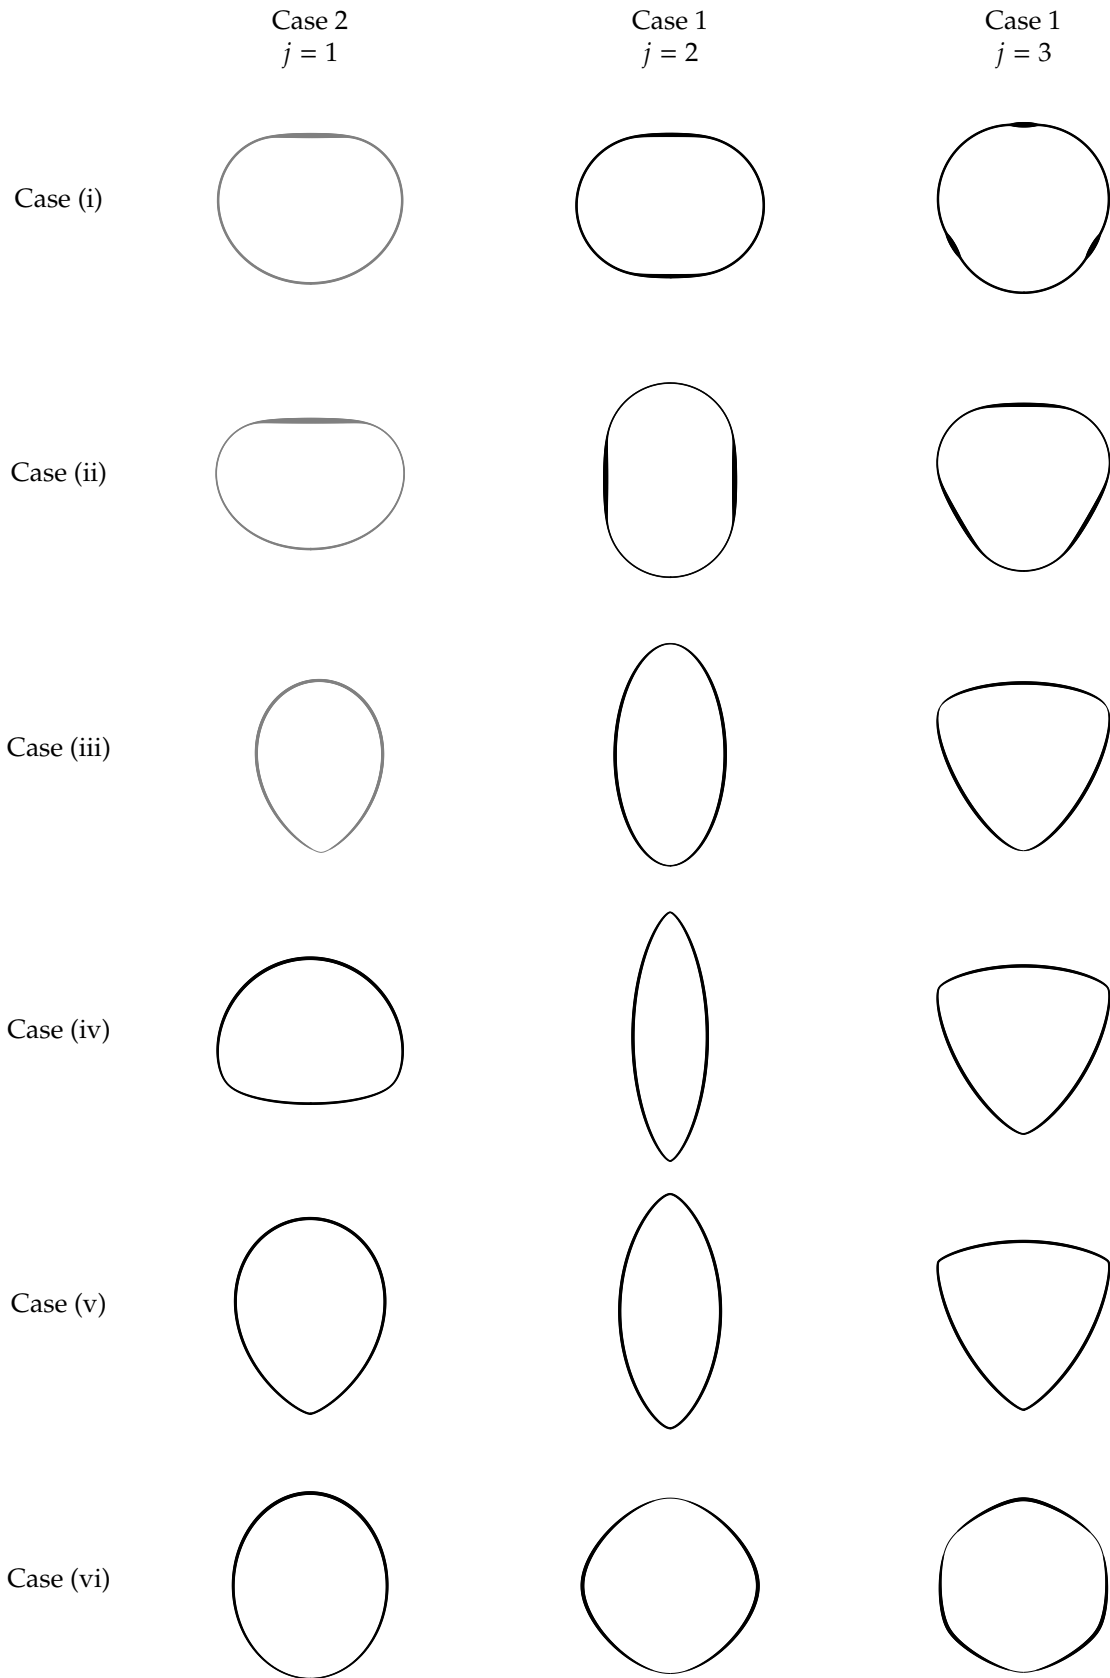 Case 2 Case 1 Case 1
j = 1 j = 2 j = 3
Case (i)
Case (ii)
Case (iii)
Case (iv)
Case (v)
Case (vi)